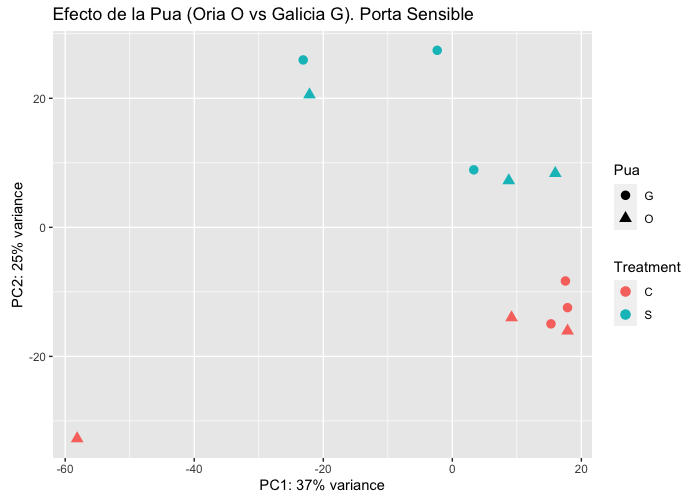 Efecto de la Pua (Oria O vs Galicia G). Porta Sensible
20
0
-20
-60
-40
-20
0
20
PC1: 37% variance
PC2: 25% variance
Pua
G
O
Treatment
C
S